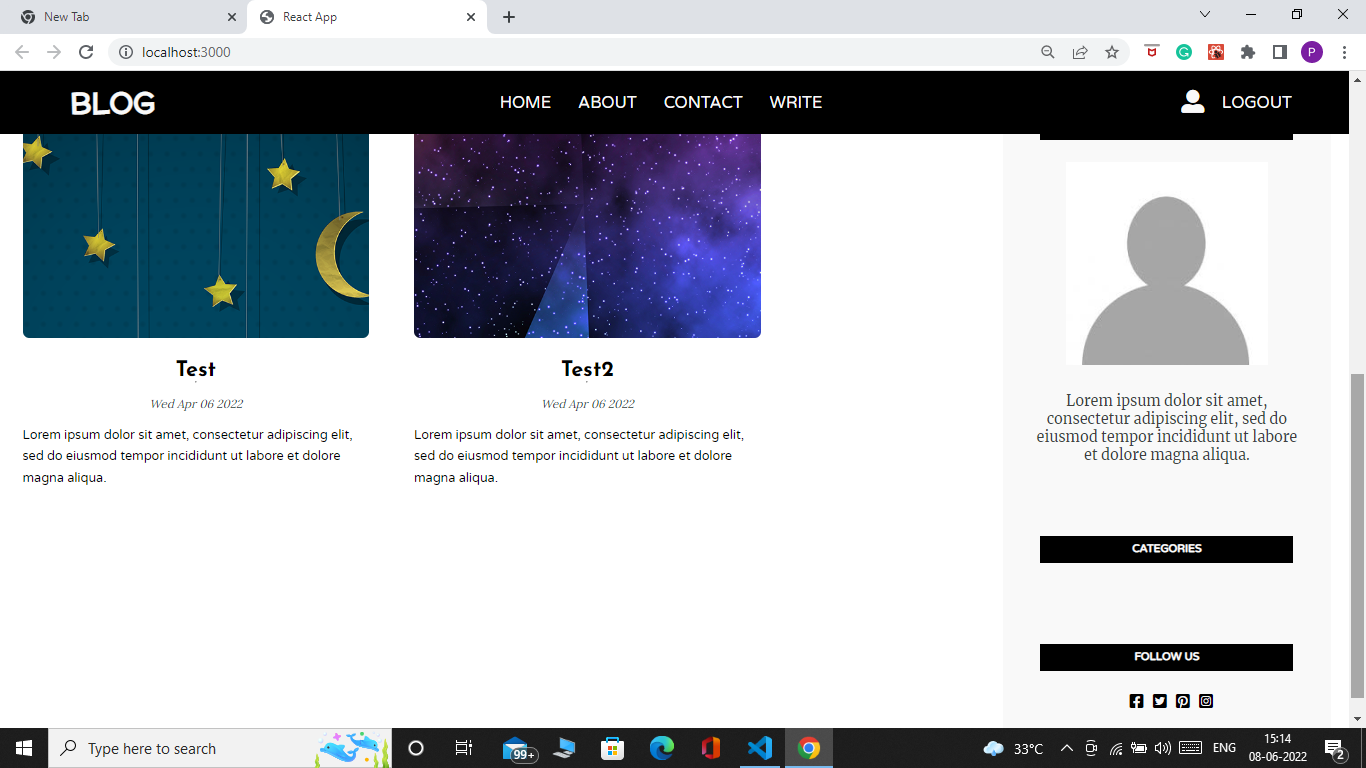 New Tab
React App
localhost:3000
P
BLOG
HOME ABOUT CONTACT WRITE
LOGOUT
Test
Wed Apr 06 2022
Lorem ipsum dolor sit amet, consectetur adipiscing elit,
sed do eiusmod tempor incididunt ut labore et dolore
magna aliqua.
Test2
Wed Apr 06 2022
Lorem ipsum dolor sit amet, consectetur adipiscing elit,
sed do eiusmod tempor incididunt ut labore et dolore
magna aliqua.
Lorem ipsum dolor sit amet,
consectetur adipiscing elit, sed do
eiusmod tempor incididunt ut labore
et dolore magna aliqua.
CATEGORIES
FOLLOW US
Type here to search
99+
33°C
ENG
15:14
08-06-2022
2